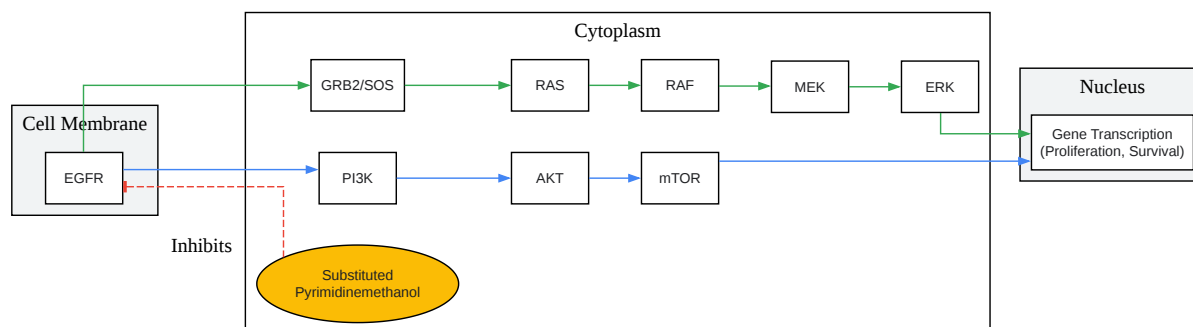 Cytoplasm
GRB2/SOS
RAS
RAF
MEK
ERK
Nucleus
Cell Membrane
Gene Transcription
(Proliferation, Survival)
EGFR
PI3K
AKT
mTOR
Inhibits
Substituted
Pyrimidinemethanol